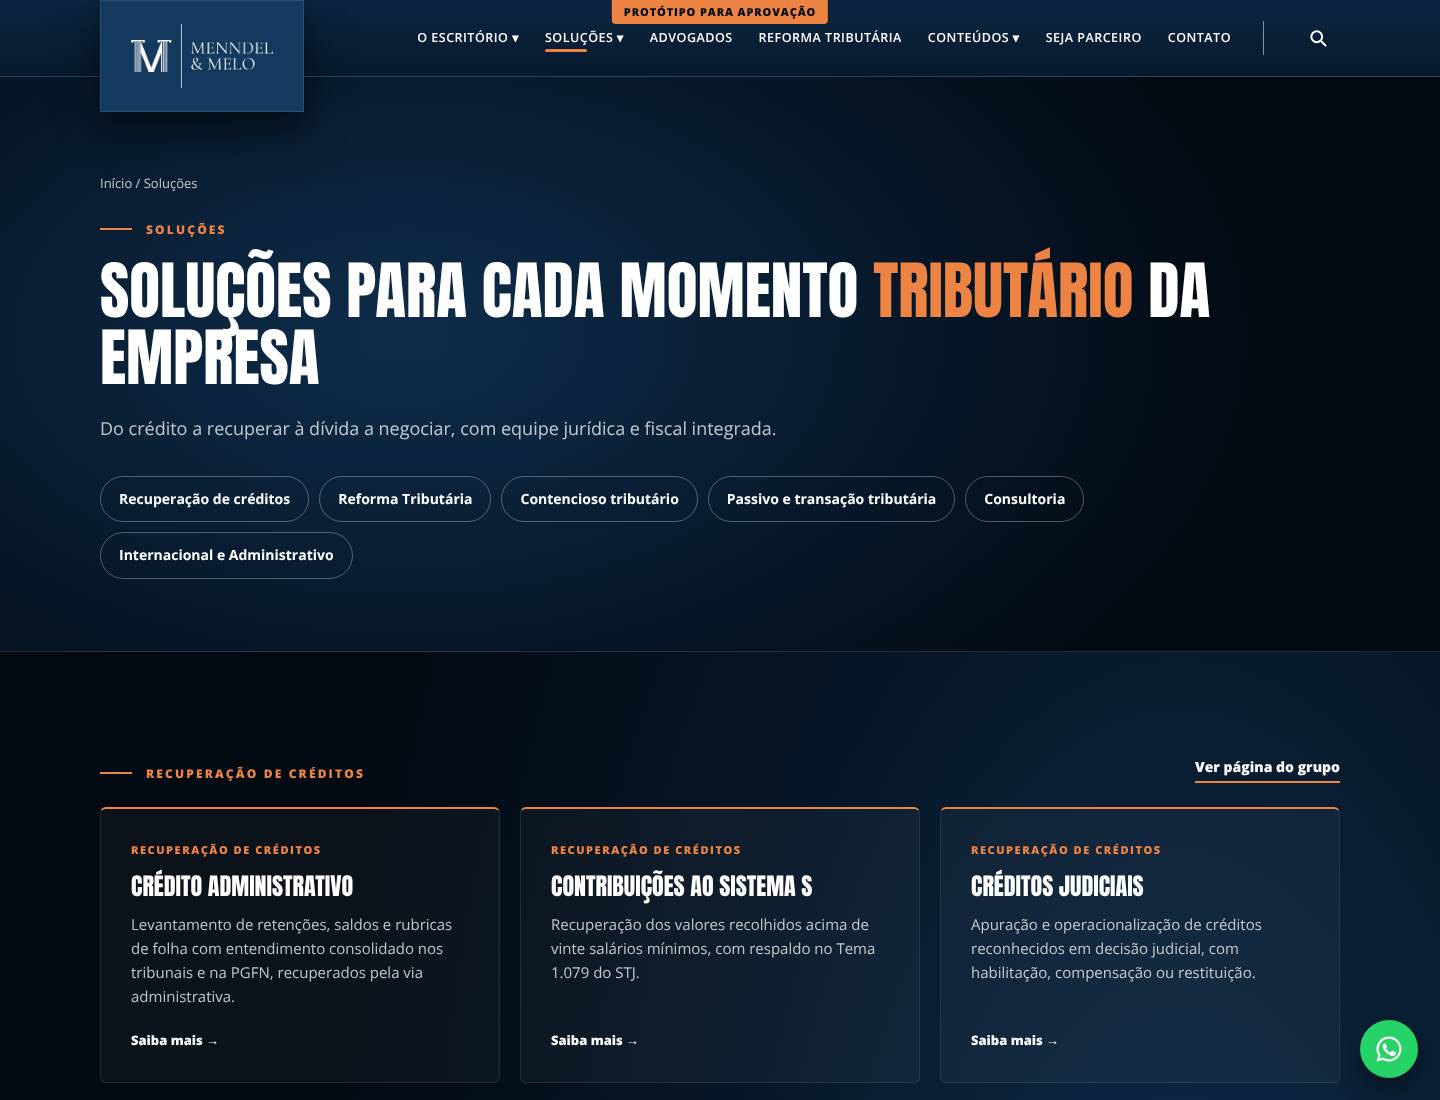 PROTÓTIPO PARA APROVAÇÃO
MENNDEL
& MELO
O ESCRITÓRIO ▾ SOLUÇÕES ▾ ADVOGADOS REFORMA TRIBUTÁRIA CONTEÚDOS ▾ SEJA PARCEIRO CONTATO
Início / Soluções
SOLUÇÕES
SOLUÇÕES PARA CADA MOMENTO TRIBUTÁRIO DA
EMPRESA
Do crédito a recuperar à dívida a negociar, com equipe jurídica e fiscal integrada.
Recuperação de créditos Reforma Tributária Contencioso tributário Passivo e transação tributária Consultoria
Internacional e Administrativo
RECUPERAÇÃO DE CRÉDITOS
Ver página do grupo
RECUPERAÇÃO DE CRÉDITOS
CRÉDITO ADMINISTRATIVO
Levantamento de retenções, saldos e rubricas
de folha com entendimento consolidado nos
tribunais e na PGFN, recuperados pela via
administrativa.
Saiba mais →
RECUPERAÇÃO DE CRÉDITOS
CONTRIBUIÇÕES AO SISTEMA S
Recuperação dos valores recolhidos acima de
vinte salários mínimos, com respaldo no Tema
1.079 do STJ.
Saiba mais →
RECUPERAÇÃO DE CRÉDITOS
CRÉDITOS JUDICIAIS
Apuração e operacionalização de créditos
reconhecidos em decisão judicial, com
habilitação, compensação ou restituição.
Saiba mais →